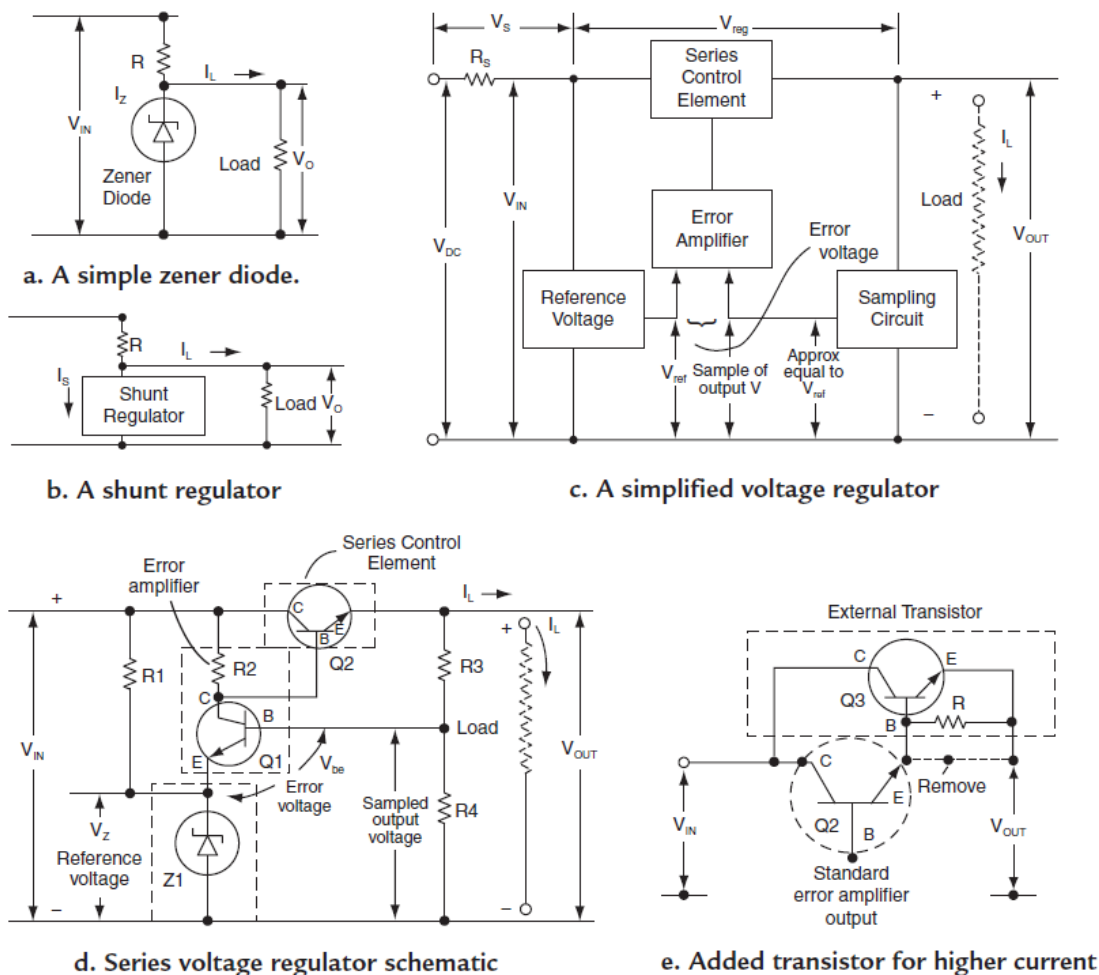 R
I_L
I_Z
V_IN
Load
V_O
Zener
Diode
a. A simple zener diode.
R
I_L
I_S
Shunt
Regulator
Load
V_O
b. A shunt regulator
V_S
V_reg
R_S
Series
Control
Element
+
I_L
V_IN
Error
Amplifier
Load
V_DC
Error
voltage
V_OUT
Reference
Voltage
Sampling
Circuit
V_ref
Sample of
output V
Approx
equal to
V_ref
–
c. A simplified voltage regulator
Series Control
Element
Error
amplifier
+
C
B
E
I_L
+
I_L
R1
R2
Q2
R3
C
B
Load
V_IN
E
Q1
V_be
V_OUT
Error
voltage
Sampled
output
voltage
R4
V_Z
Reference
voltage
Z1
–
–
d. Series voltage regulator schematic
External Transistor
C
E
Q3
R
B
C
E
Remove
V_IN
Q2
B
V_OUT
Standard
error amplifier
output
e. Added transistor for higher current